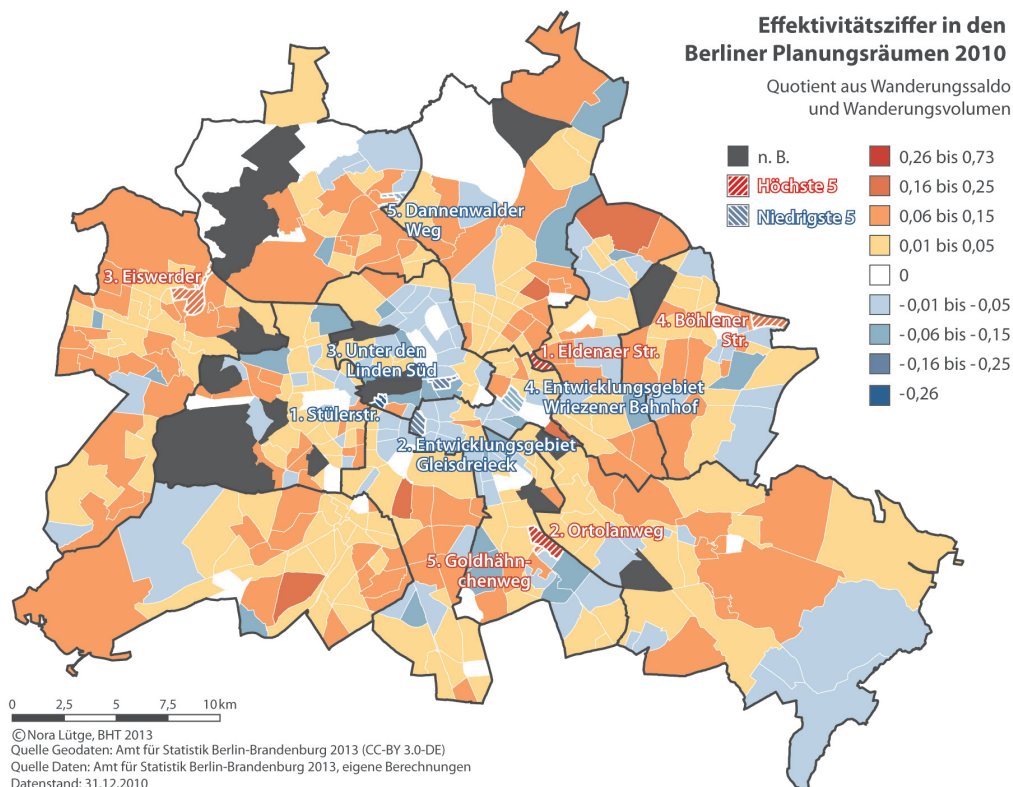 Effektivitätsziffer in den
Berliner Planungsräumen 2010
Quotient aus Wanderungssaldo
und Wanderungsvolumen
n. B.
Höchste 5
Niedrigste 5
0,26 bis 0,73
0,16 bis 0,25
0,06 bis 0,15
0,01 bis 0,05
0
-0,01 bis -0,05
-0,06 bis -0,15
-0,16 bis -0,25
-0,26
5. Dannenwalder
Weg
3. Eiswerder
4. Böhlener
Str.
3. Unter den
Linden Süd
1. Eldenaer Str.
4. Entwicklungsgebiet
Wriezener Bahnhof
1. Stülerstr.
2. Entwicklungsgebiet
Gleisdreieck
2. Ortolanweg
5. Goldhähn-
chenweg
0 2,5 5 7,5 10 km
© Nora Lütge, BHT 2013
Quelle Geodaten: Amt für Statistik Berlin-Brandenburg 2013 (CC-BY 3.0-DE)
Quelle Daten: Amt für Statistik Berlin-Brandenburg 2013, eigene Berechnungen
Datenstand: 31.12.2010